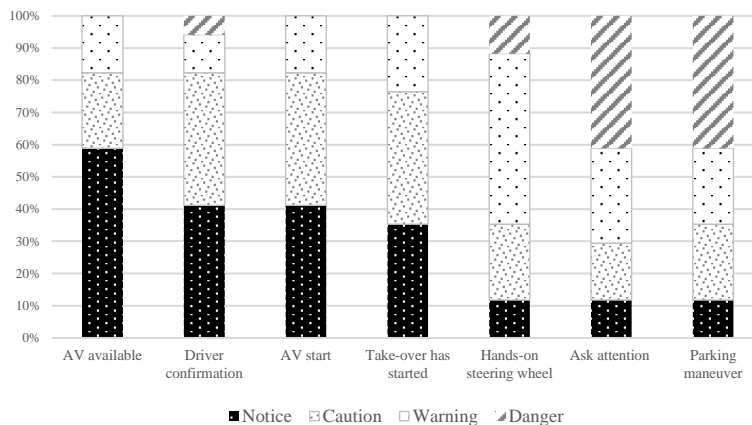 100%
90%
80%
70%
60%
50%
40%
30%
20%
10%
0%
AV available
Driver
confirmation
AV start
Take-over has
started
Hands-on
steering wheel
Ask attention
Parking
maneuver
Notice
Caution
Warning
Danger